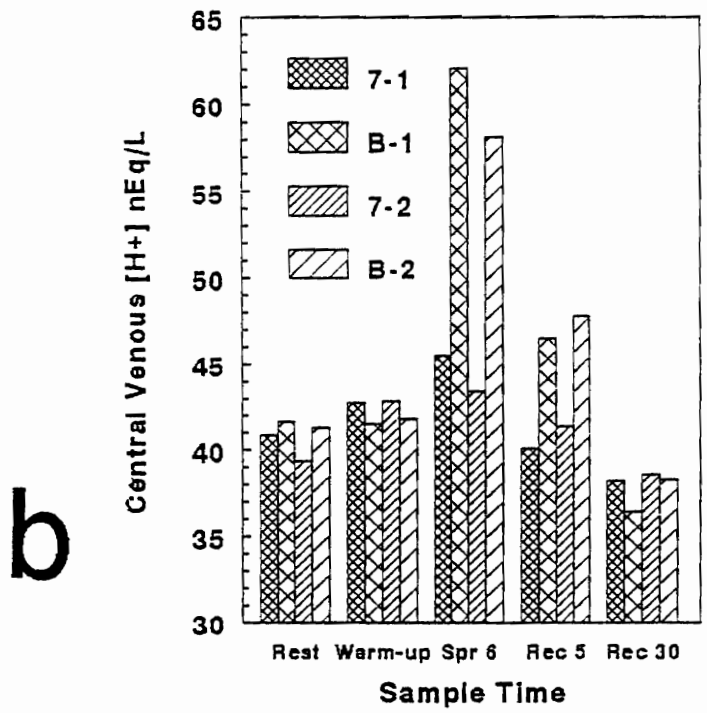 65
60
55
50
45
40
35
30
Central Venous [H+] nEq/L
7-1
B-1
7-2
B-2
Rest Warm-up Spr 6 Rec 5 Rec 30
Sample Time
b